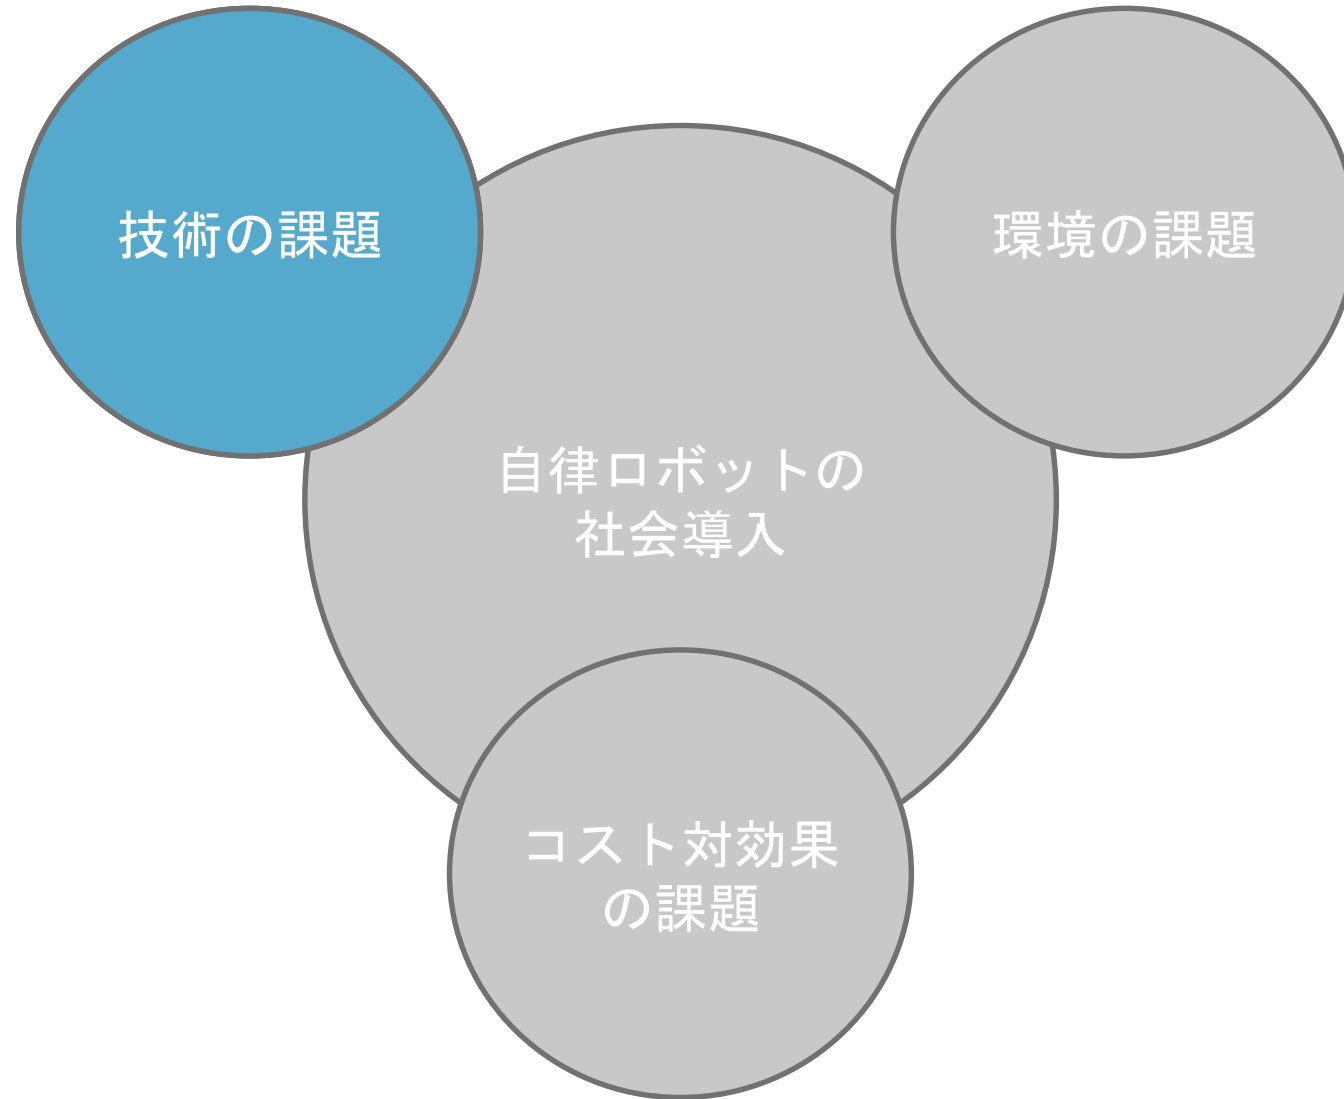 技術の課題
環境の課題
自律ロボットの
社会導入
コスト対効果
の課題